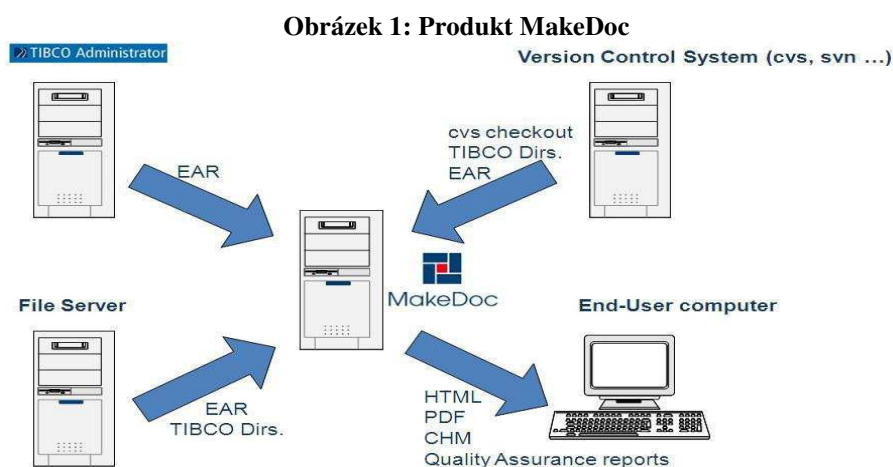 Obrázek 1: Produkt MakeDoc
TIBCO Administrator
Version Control System (cvs, svn ...)
EAR
cvs checkout
TIBCO Dirs.
EAR
MakeDoc
File Server
End-User computer
EAR
TIBCO Dirs.
HTML
PDF
CHM
Quality Assurance reports